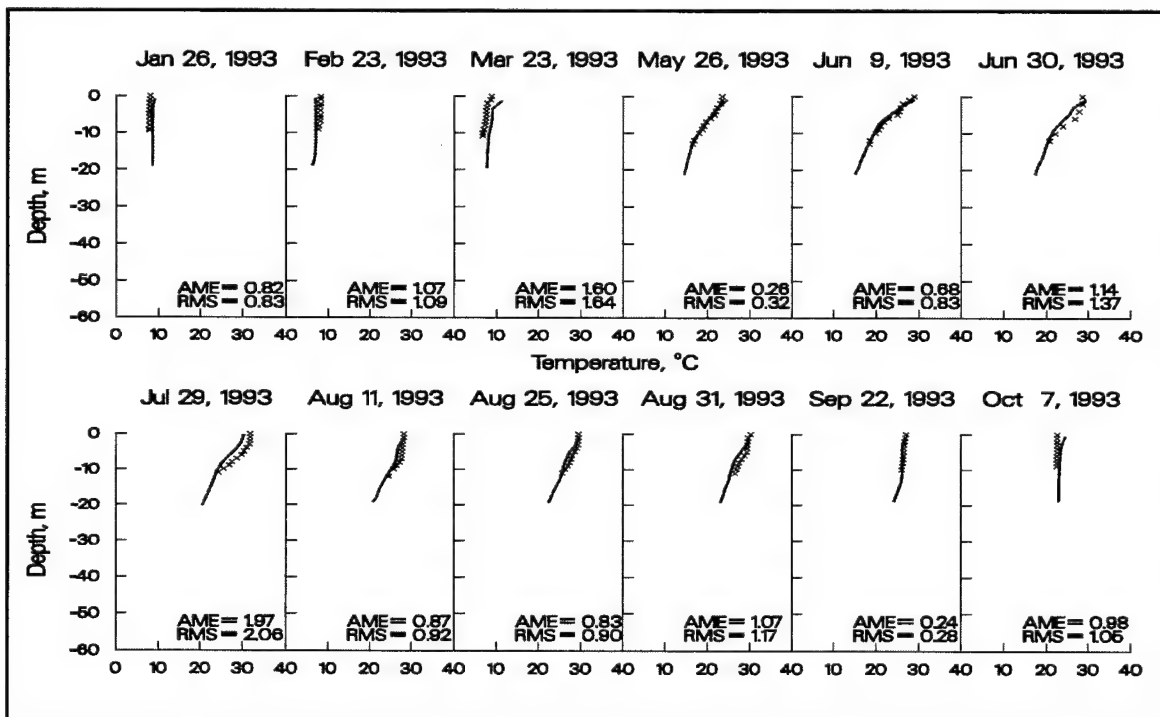 Jan 26, 1993 Feb 23, 1993 Mar 23, 1993 May 26, 1993 Jun 9, 1993 Jun 30, 1993
0
-10
-20
-30
-40
-50
-60
Depth, m
AME= 0.82 AME= 1.07 AME= 1.60 AME= 0.26 AME= 0.68 AME= 1.14
RMS= 0.83 RMS= 1.09 RMS= 1.64 RMS= 0.32 RMS= 0.83 RMS= 1.37
0 10 20 30 40 10 20 30 40 10 20 30 40 10 20 30 40 10 20 30 40 10 20 30 40
Temperature, °C
Jul 29, 1993 Aug 11, 1993 Aug 25, 1993 Aug 31, 1993 Sep 22, 1993 Oct 7, 1993
0
-10
-20
-30
-40
-50
-60
Depth, m
AME= 1.97 AME= 0.87 AME= 0.83 AME= 1.07 AME= 0.24 AME= 0.98
RMS= 2.06 RMS= 0.92 RMS= 0.90 RMS= 1.17 RMS= 0.28 RMS= 1.05
0 10 20 30 40 10 20 30 40 10 20 30 40 10 20 30 40 10 20 30 40 10 20 30 40